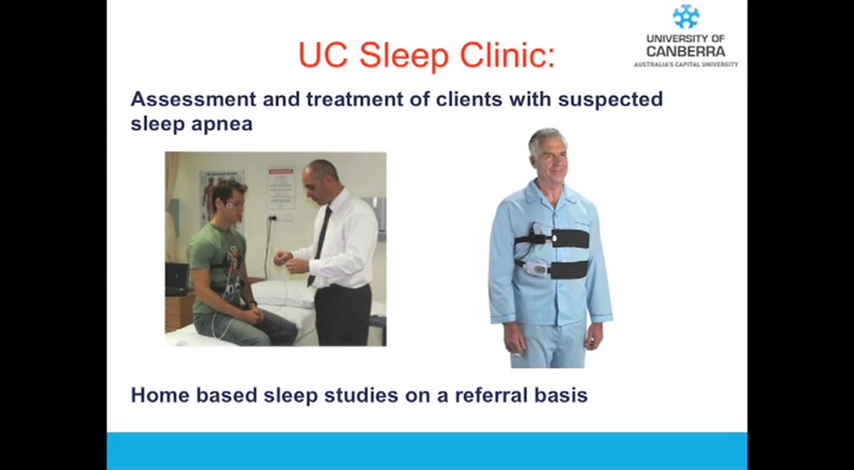 UC Sleep Clinic:
UNIVERSITY OF
CANBERRA
AUSTRALIA'S CAPITAL UNIVERSITY
Assessment and treatment of clients with suspected
sleep apnea
Home based sleep studies on a referral basis